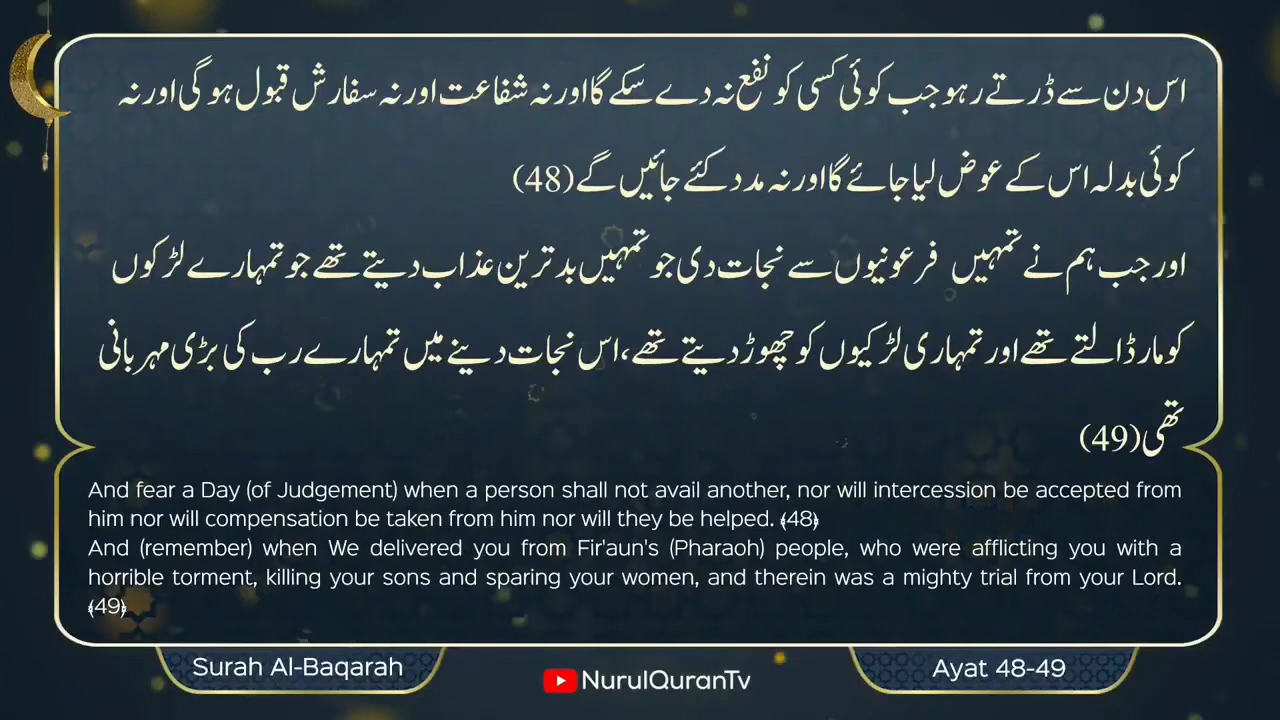 اس دن سے ڈرتے رہو جب کوئی کسی کو نفع نہ دے سکے گا اور نہ شفاعت اور نہ سفارش قبول ہوگی اور نہ
کوئی بدلہ اس کے عوض لیا جائے گا اور نہ مدد کئے جائیں گے (48)
اور جب ہم نے تمہیں فرعونیوں سے نجات دی جو تمہیں بدترین عذاب دیتے تھے جو تمہارے لڑکوں
کو مار ڈالتے تھے اور تمہاری لڑکیوں کو چھوڑ دیتے تھے، اس نجات دینے میں تمہارے رب کی بڑی مہربانی
تھی (49)
And fear a Day (of Judgement) when a person shall not avail another, nor will intercession be accepted from
him nor will compensation be taken from him nor will they be helped. ﴾48﴿
And (remember) when We delivered you from Fir'aun's (Pharaoh) people, who were afflicting you with a
horrible torment, killing your sons and sparing your women, and therein was a mighty trial from your Lord.
﴾49﴿
Surah Al-Baqarah
NurulQuranTv
Ayat 48-49